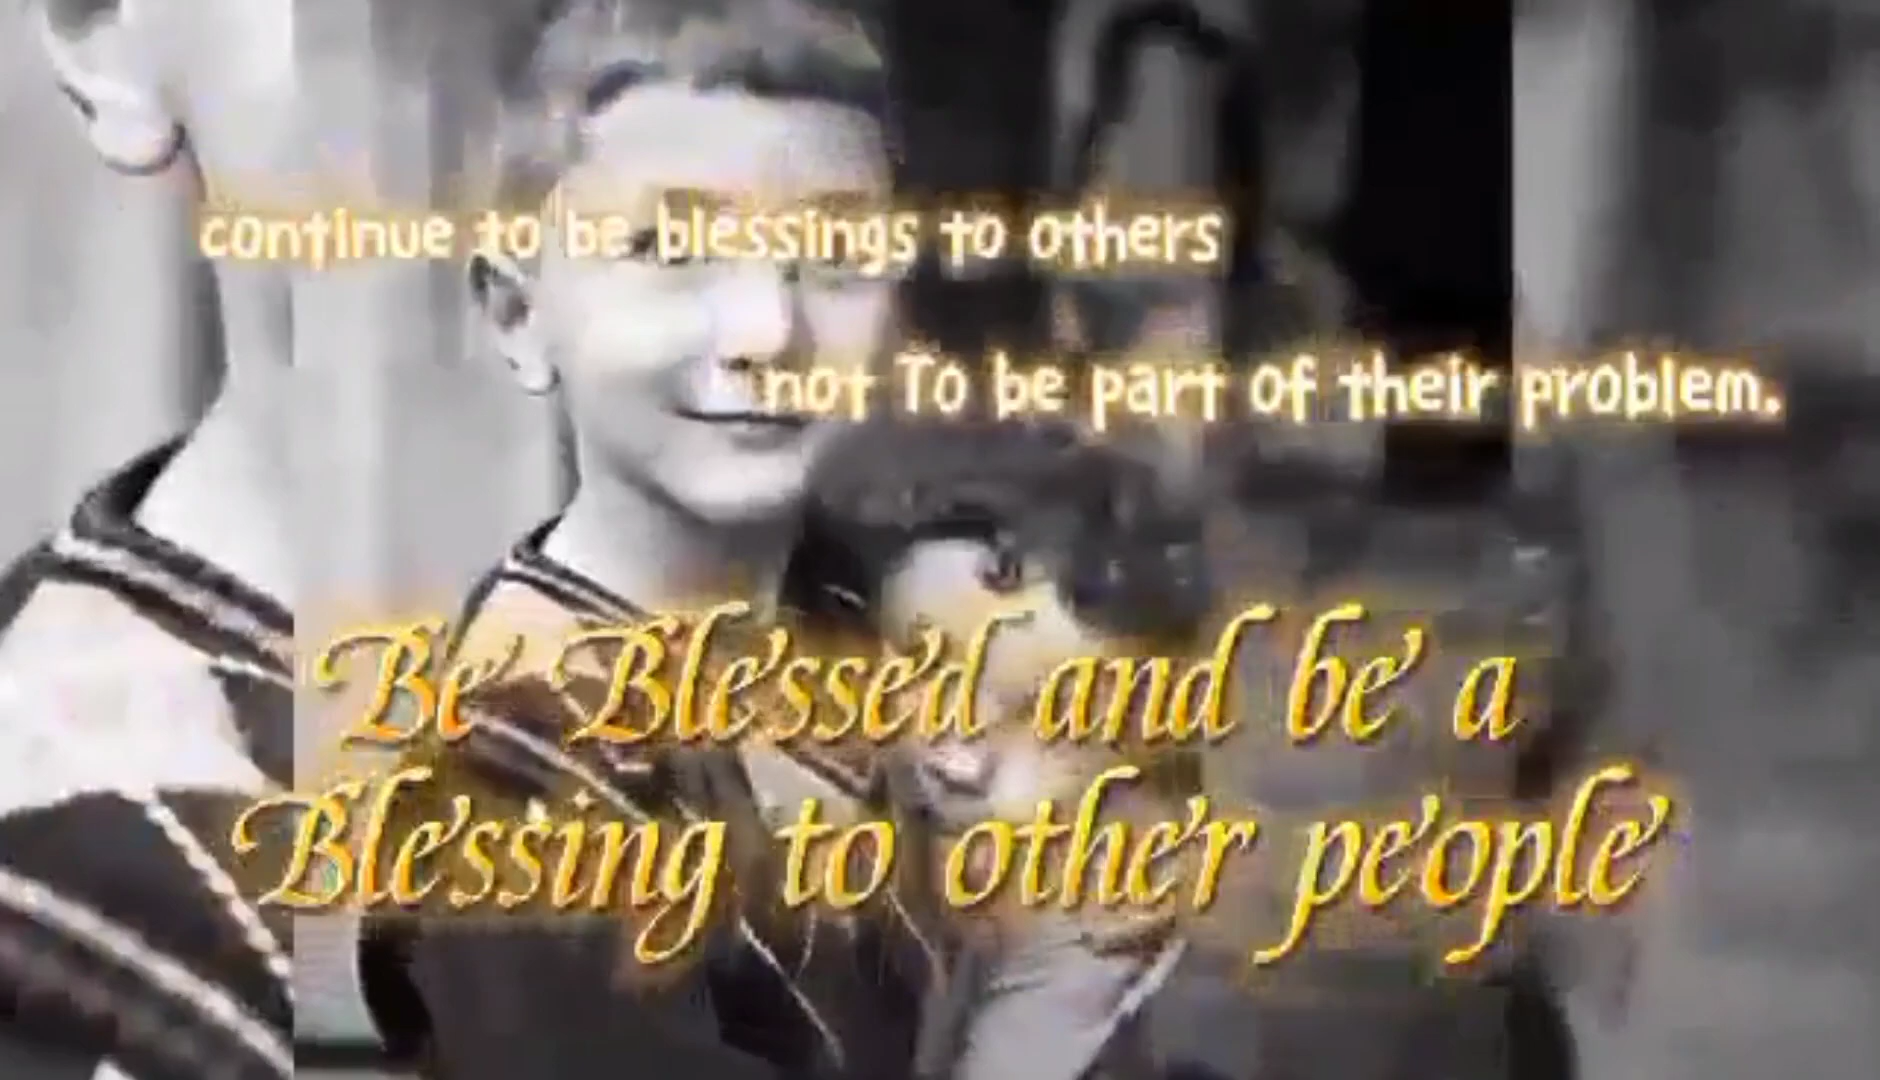 continue to be blessings to others
not To be part of their problem.
Be Blessed and be a
Blessing to other people